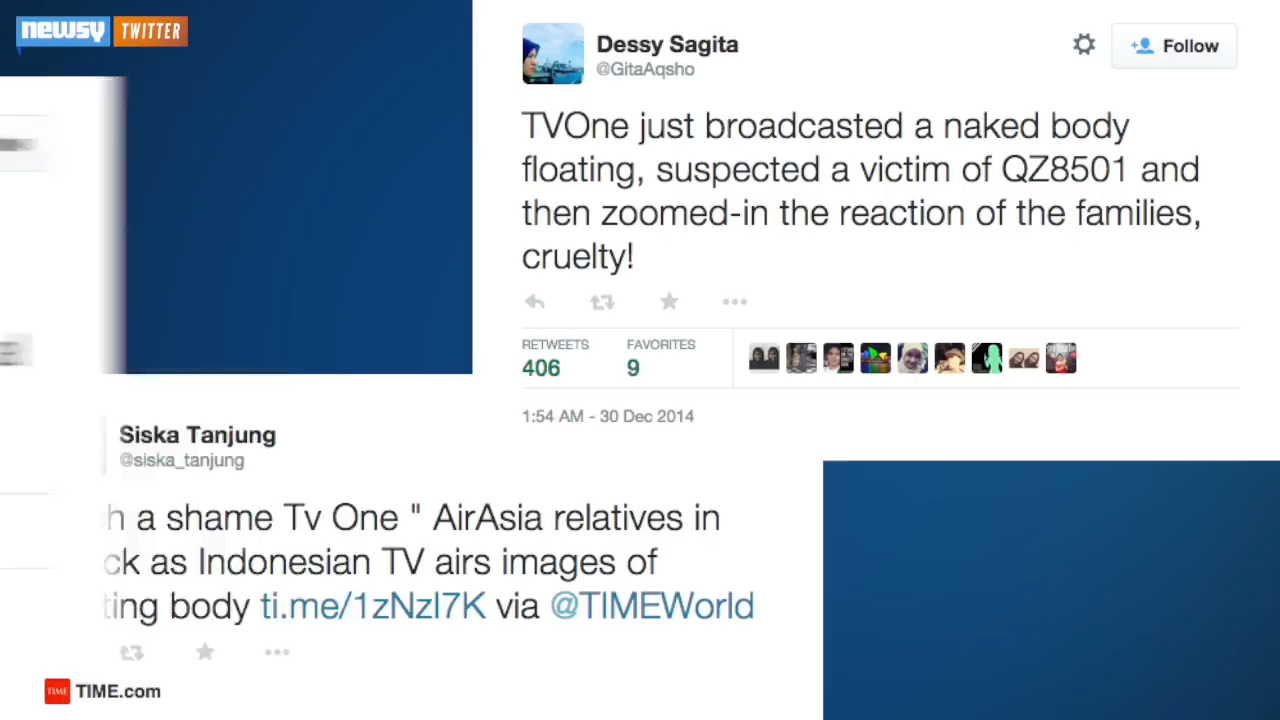 newsy TWITTER
Dessy Sagita
@GitaAqsho
Follow
TVOne just broadcasted a naked body
floating, suspected a victim of QZ8501 and
then zoomed-in the reaction of the families,
cruelty!
RETWEETS FAVORITES
406 9
1:54 AM - 30 Dec 2014
Siska Tanjung
@siska_tanjung
h a shame Tv One " AirAsia relatives in
ck as Indonesian TV airs images of
ting body ti.me/1zNzI7K via @TIMEWorld
TIME TIME.com